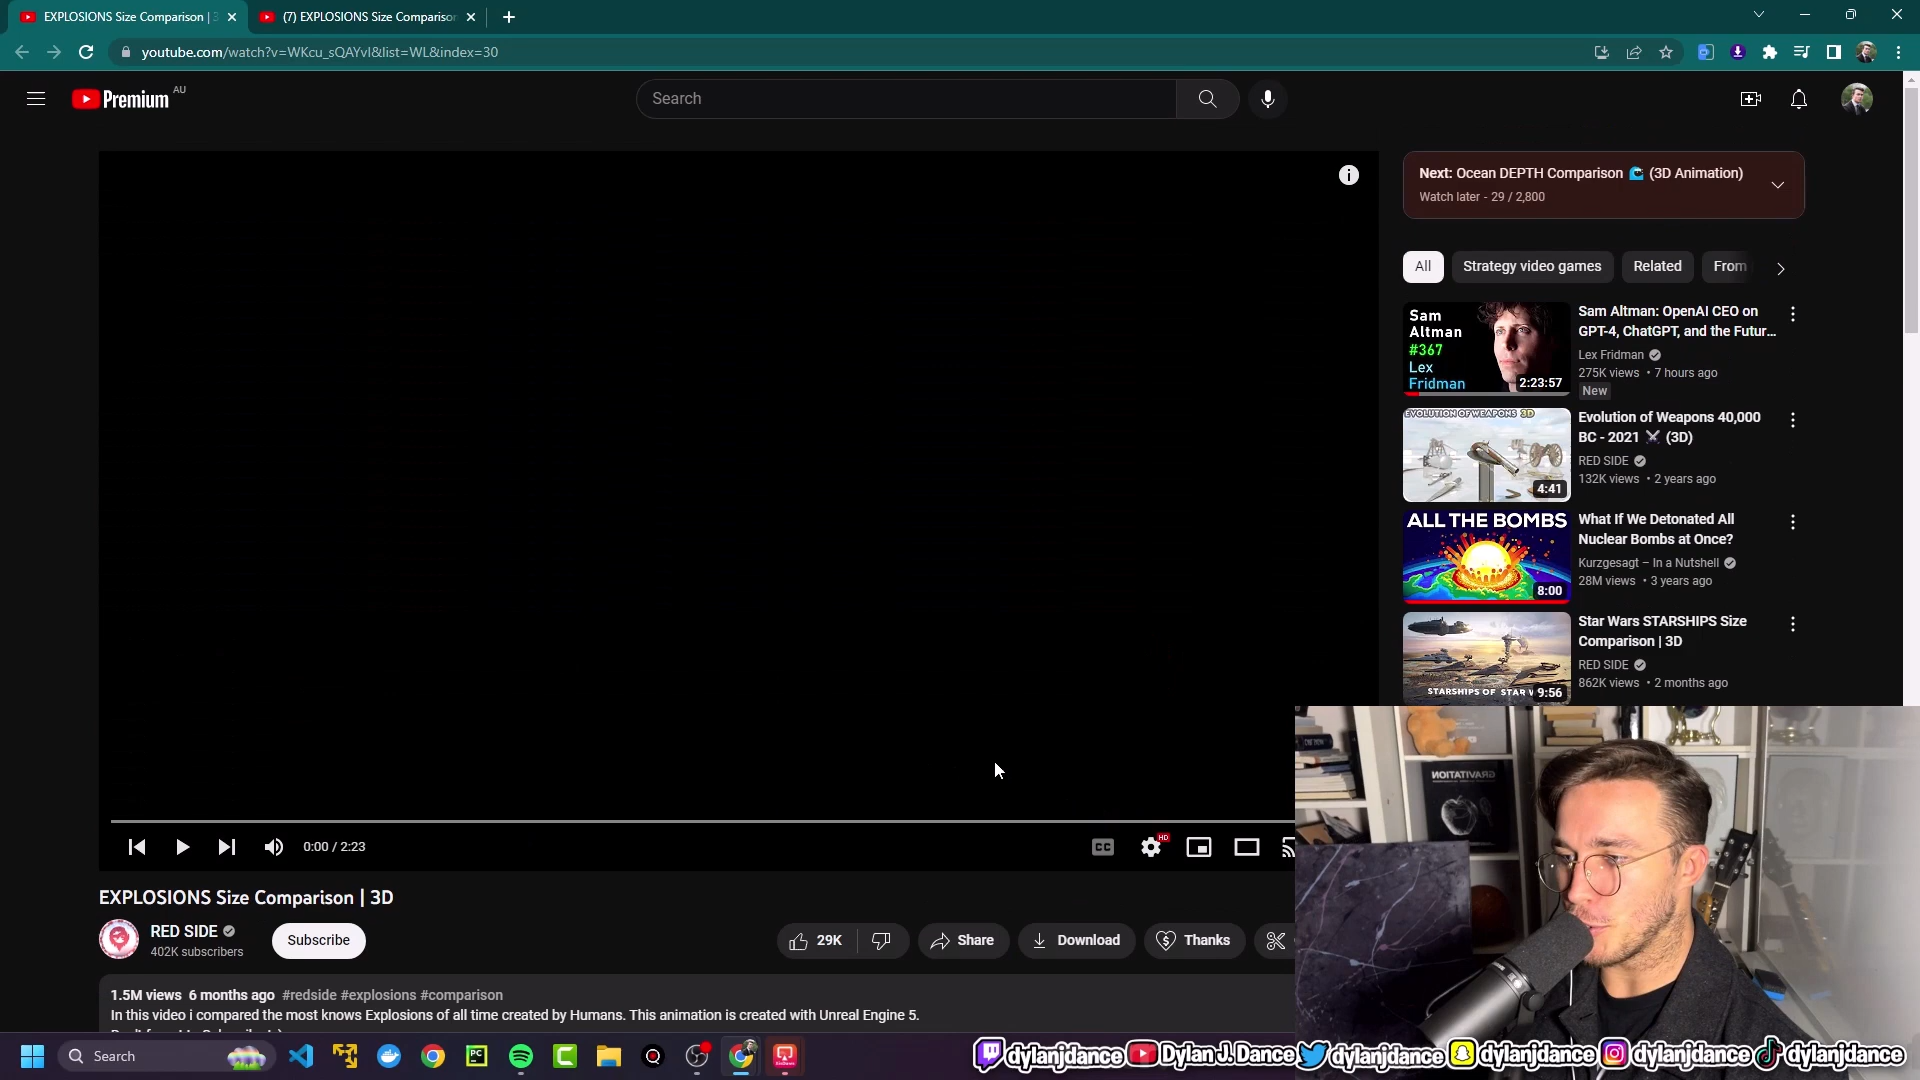 EXPLOSIONS Size Comparison | 3
(7) EXPLOSIONS Size Comparison
youtube.com/watch?v=WKcu_sQAYvI&list=WL&index=30
Premium AU
Search
Next: Ocean DEPTH Comparison 🌊 (3D Animation)
Watch later - 29 / 2,800
All
Strategy video games
Related
From
Sam
Altman
#367
Lex
Fridman
2:23:57
Sam Altman: OpenAI CEO on
GPT-4, ChatGPT, and the Futur...
Lex Fridman
275K views • 7 hours ago
New
EVOLUTION OF WEAPONS 3D
4:41
Evolution of Weapons 40,000
BC - 2021 ⚔️ (3D)
RED SIDE
132K views • 2 years ago
ALL THE BOMBS
8:00
What If We Detonated All
Nuclear Bombs at Once?
Kurzgesagt – In a Nutshell
28M views • 3 years ago
STARSHIPS OF STAR W
9:56
Star Wars STARSHIPS Size
Comparison | 3D
RED SIDE
862K views • 2 months ago
0:00 / 2:23
CC
HD
EXPLOSIONS Size Comparison | 3D
RED SIDE
402K subscribers
Subscribe
29K
Share
Download
Thanks
1.5M views 6 months ago #redside #explosions #comparison
In this video i compared the most knows Explosions of all time created by Humans. This animation is created with Unreal Engine 5.
GRAVITATION
Search
PC
dylanjdance
Dylan J. Dance
dylanjdance
dylanjdance
dylanjdance
dylanjdance